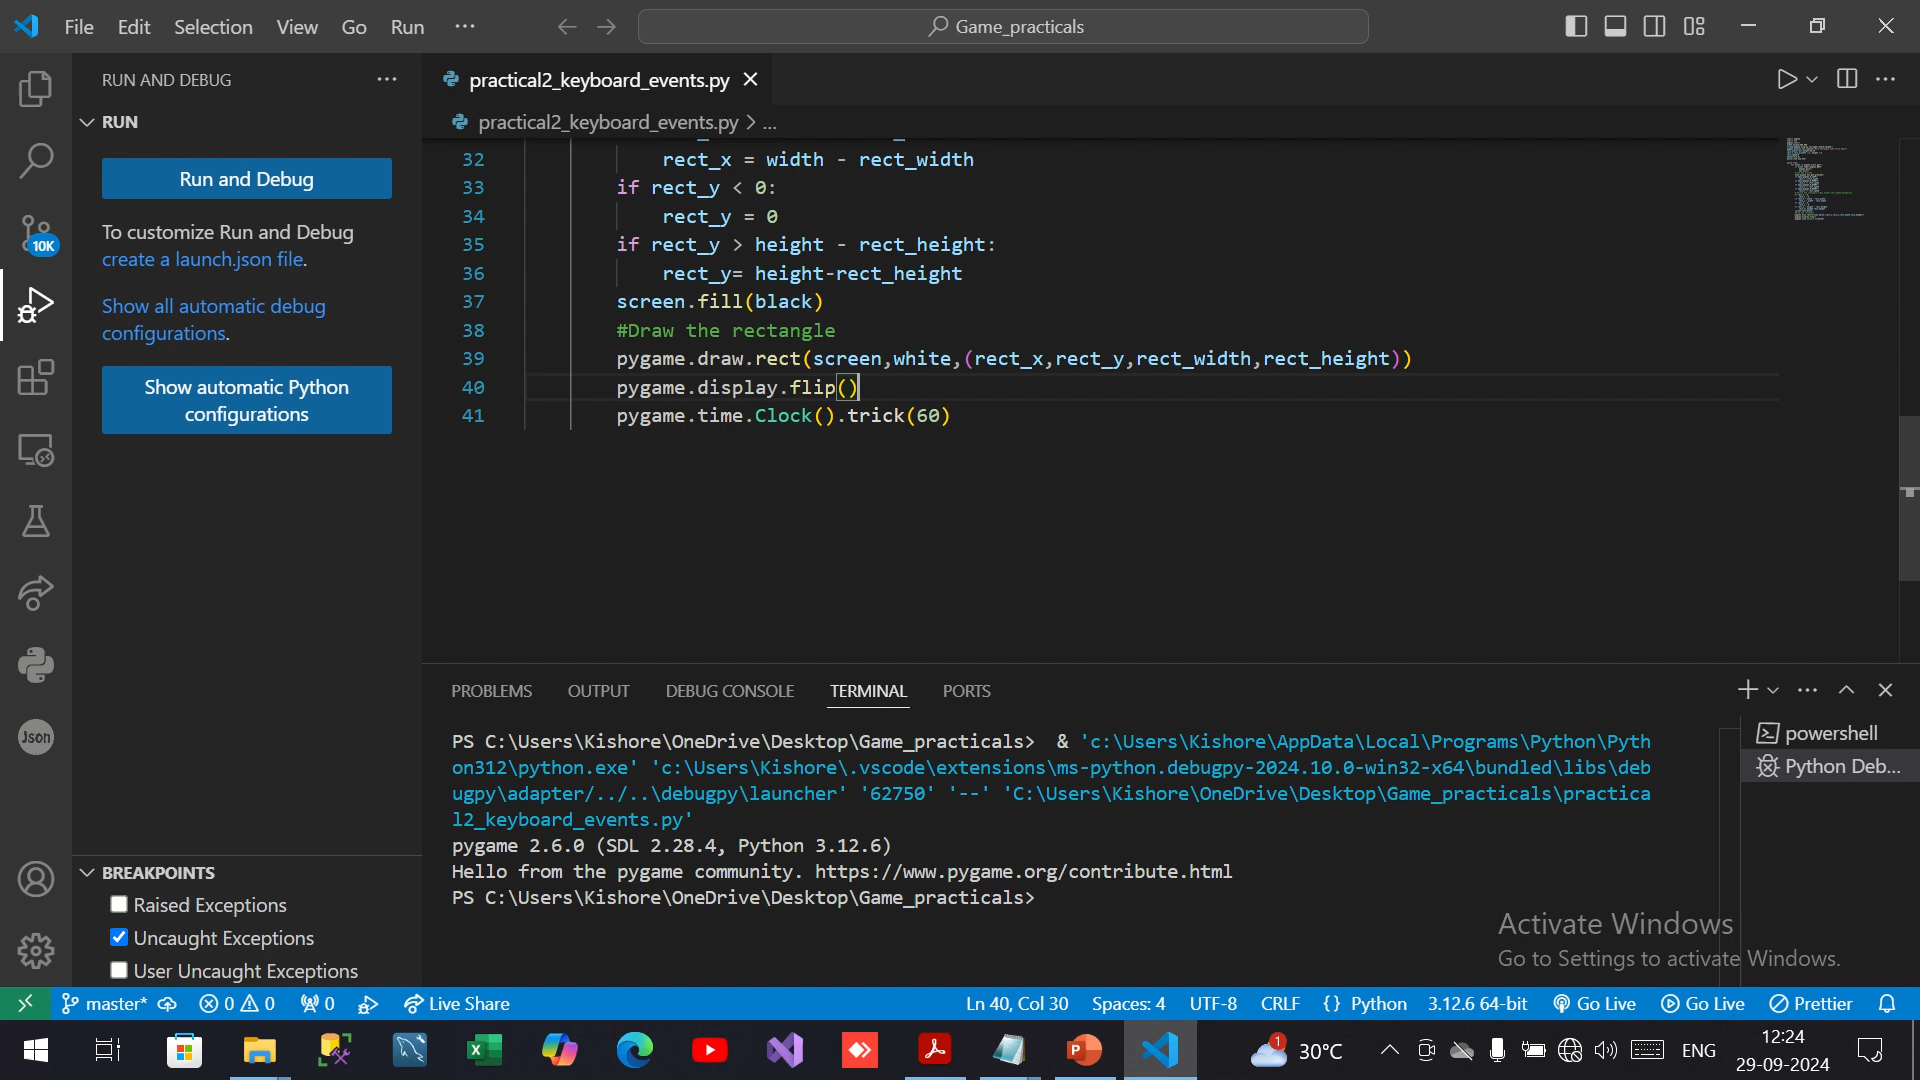 File Edit Selection View Go Run ···
Game_practicals
RUN AND DEBUG ···
practical2_keyboard_events.py
RUN
practical2_keyboard_events.py > ...
Run and Debug
To customize Run and Debug
create a launch.json file.
Show all automatic debug
configurations.
Show automatic Python
configurations
10K
Json
32 rect_x = width - rect_width
33 if rect_y < 0:
34 rect_y = 0
35 if rect_y > height - rect_height:
36 rect_y= height-rect_height
37 screen.fill(black)
38 #Draw the rectangle
39 pygame.draw.rect(screen,white,(rect_x,rect_y,rect_width,rect_height))
40 pygame.display.flip()
41 pygame.time.Clock().trick(60)
PROBLEMS OUTPUT DEBUG CONSOLE TERMINAL PORTS
PS C:\Users\Kishore\OneDrive\Desktop\Game_practicals> & 'c:\Users\Kishore\AppData\Local\Programs\Python\Pyth
on312\python.exe' 'c:\Users\Kishore\.vscode\extensions\ms-python.debugpy-2024.10.0-win32-x64\bundled\libs\deb
ugpy\adapter/../..\debugpy\launcher' '62750' '--' 'C:\Users\Kishore\OneDrive\Desktop\Game_practicals\practica
l2_keyboard_events.py'
pygame 2.6.0 (SDL 2.28.4, Python 3.12.6)
Hello from the pygame community. https://www.pygame.org/contribute.html
PS C:\Users\Kishore\OneDrive\Desktop\Game_practicals>
powershell
Python Deb...
BREAKPOINTS
Raised Exceptions
Uncaught Exceptions
User Uncaught Exceptions
Activate Windows
Go to Settings to activate Windows.
master* 0 0 0 Live Share Ln 40, Col 30 Spaces: 4 UTF-8 CRLF {} Python 3.12.6 64-bit Go Live Go Live Prettier
1 30°C ENG 12:24
29-09-2024